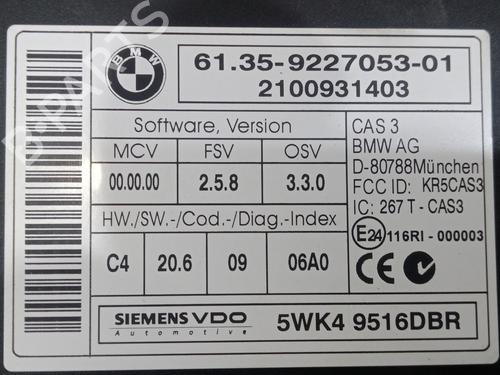 BMW
61.35-9227053-01
2100931403
Software, Version
MCV FSV OSV
00.00.00 2.5.8 3.3.0
HW./SW.-/Cod.-/Diag.-Index
C4 20.6 09 06A0
CAS 3
BMW AG
D-80788München
FCC ID: KR5CAS3
IC: 267 T - CAS3
E24 116RI - 000003
CE
SIEMENS VDO
Automotive
5WK4 9516DBR
B-PARTS